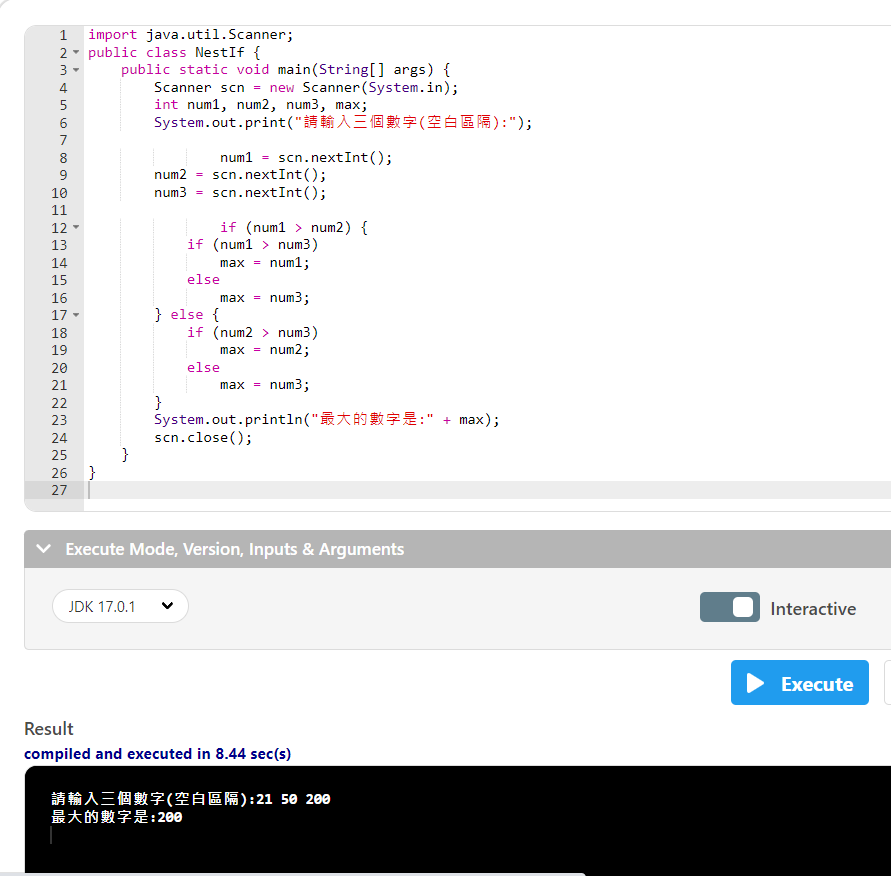 1 import java.util.Scanner;
2 public class NestIf {
3 public static void main(String[] args) {
4 Scanner scn = new Scanner(System.in);
5 int num1, num2, num3, max;
6 System.out.print("請輸入三個數字(空白區隔):");
7
8 num1 = scn.nextInt();
9 num2 = scn.nextInt();
10 num3 = scn.nextInt();
11
12 if (num1 > num2) {
13 if (num1 > num3)
14 max = num1;
15 else
16 max = num3;
17 } else {
18 if (num2 > num3)
19 max = num2;
20 else
21 max = num3;
22 }
23 System.out.println("最大的數字是:" + max);
24 scn.close();
25 }
26 }
27
Execute Mode, Version, Inputs & Arguments
JDK 17.0.1
Interactive
Execute
Result
compiled and executed in 8.44 sec(s)
請輸入三個數字(空白區隔):21 50 200
最大的數字是:200